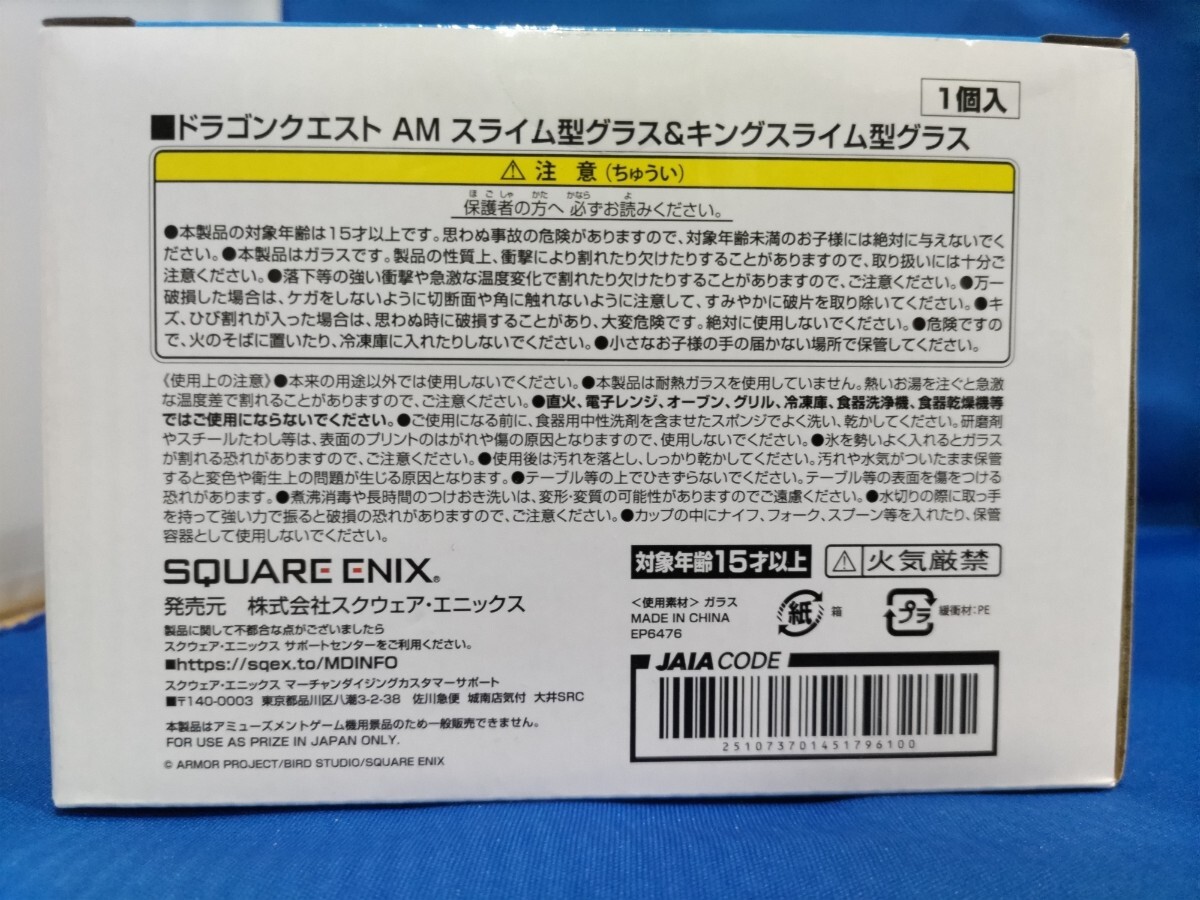 1個入
■ドラゴンクエスト AM スライム型グラス&キングスライム型グラス
⚠注 意(ちゅうい)
ほごしゃ かた かなら よ
保護者の方へ 必ずお読みください。
●本製品の対象年齢は15才以上です。思わぬ事故の危険がありますので、対象年齢未満のお子様には絶対に与えないでく
ださい。●本製品はガラスです。製品の性質上、衝撃により割れたり欠けたりすることがありますので、取り扱いには十分ご
注意ください。●落下等の強い衝撃や急激な温度変化で割れたり欠けたりすることがありますので、ご注意ください。●万一
破損した場合は、ケガをしないように切断面や角に触れないように注意して、すみやかに破片を取り除いてください。●キ
ズ、ひび割れが入った場合は、思わぬ時に破損することがあり、大変危険です。絶対に使用しないでください。●危険ですの
で、火のそばに置いたり、冷凍庫に入れたりしないでください。●小さなお子様の手の届かない場所で保管してください。
《使用上の注意》●本来の用途以外では使用しないでください。●本製品は耐熱ガラスを使用していません。熱いお湯を注ぐと急激
な温度差で割れることがありますので、ご注意ください。●直火、電子レンジ、オーブン、グリル、冷凍庫、食器洗浄機、食器乾燥機等
ではご使用にならないでください。●ご使用になる前に、食器用中性洗剤を含ませたスポンジでよく洗い、乾かしてください。研磨剤
やスチールたわし等は、表面のプリントのはがれや傷の原因となりますので、使用しないでください。●氷を勢いよく入れるとガラス
が割れる恐れがありますので、ご注意ください。●使用後は汚れを落とし、しっかり乾かしてください。汚れや水気がついたまま保管
すると変色や衛生上の問題が生じる原因となります。●テーブル等の上でひきずらないでください。テーブル等の表面を傷をつける
恐れがあります。●煮沸消毒や長時間のつけおき洗いは、変形・変質の可能性がありますのでご遠慮ください。●水切りの際に取っ手
を持って強い力で振ると破損の恐れがありますので、ご注意ください。●カップの中にナイフ、フォーク、スプーン等を入れたり、保管
容器として使用しないでください。
SQUARE ENIX®
発売元 株式会社スクウェア・エニックス
製品に関して不都合な点がございましたら
スクウェア・エニックス サポートセンターをご利用ください。
■https://sqex.to/MDINFO
スクウェア・エニックス マーチャンダイジングカスタマーサポート
■〒140-0003 東京都品川区八潮3-2-38 佐川急便 城南店気付 大井SRC
本製品はアミューズメントゲーム機用景品のため一般販売できません。
FOR USE AS PRIZE IN JAPAN ONLY.
© ARMOR PROJECT/BIRD STUDIO/SQUARE ENIX
対象年齢15才以上
⚠火気厳禁
<使用素材> ガラス
MADE IN CHINA
EP6476
紙 箱
プラ 緩衝材:PE
JAIA CODE
2510737014517961​00